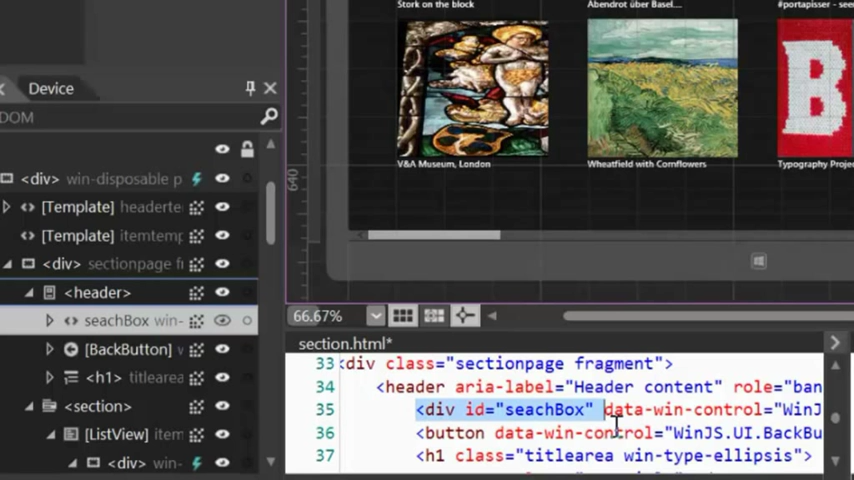 Stork on the block
Abendrot über Basel...
#portapisser - see
Device
DOM
V&A Museum, London
Wheatfield with Cornflowers
Typography Projec
640
<div> win-disposable p
[Template] headerte
[Template] itemtemp
<div> sectionpage fr
<header>
seachBox win-
[BackButton] w
<h1> titlearea
<section>
[ListView] item
<div> win-
66.67%
section.html*
33 <div class="sectionpage fragment">
34 <header aria-label="Header content" role="ban
35 <div id="seachBox" data-win-control="WinJ
36 <button data-win-control="WinJS.UI.BackBu
37 <h1 class="titlearea win-type-ellipsis">